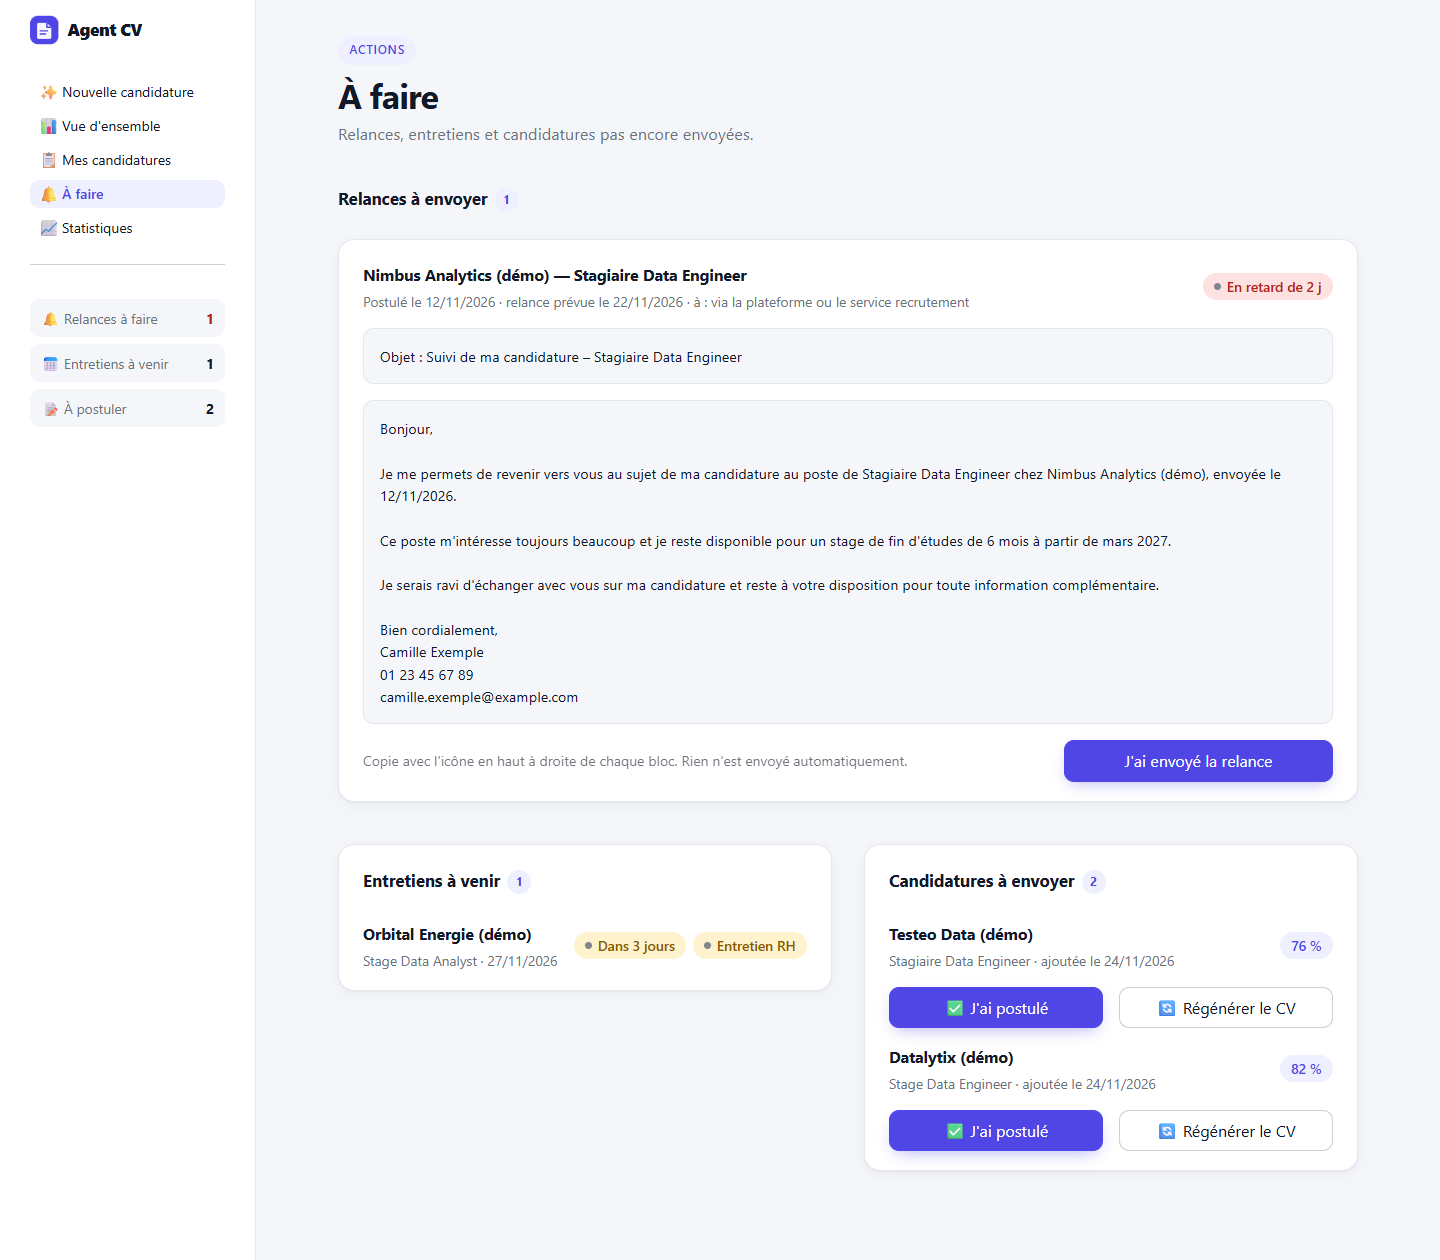 Agent CV
Nouvelle candidature
Vue d'ensemble
Mes candidatures
À faire
Statistiques
Relances à faire 1
Entretiens à venir 1
À postuler 2
ACTIONS
À faire
Relances, entretiens et candidatures pas encore envoyées.
Relances à envoyer 1
Nimbus Analytics (démo) — Stagiaire Data Engineer
Postulé le 12/11/2026 · relance prévue le 22/11/2026 · à : via la plateforme ou le service recrutement
En retard de 2 j
Objet : Suivi de ma candidature – Stagiaire Data Engineer
Bonjour,
Je me permets de revenir vers vous au sujet de ma candidature au poste de Stagiaire Data Engineer chez Nimbus Analytics (démo), envoyée le
12/11/2026.
Ce poste m'intéresse toujours beaucoup et je reste disponible pour un stage de fin d'études de 6 mois à partir de mars 2027.
Je serais ravi d'échanger avec vous sur ma candidature et reste à votre disposition pour toute information complémentaire.
Bien cordialement,
Camille Exemple
01 23 45 67 89
camille.exemple@example.com
Copie avec l'icône en haut à droite de chaque bloc. Rien n'est envoyé automatiquement.
J'ai envoyé la relance
Entretiens à venir 1
Orbital Energie (démo)
Stage Data Analyst · 27/11/2026
Dans 3 jours
Entretien RH
Candidatures à envoyer 2
Testeo Data (démo)
Stagiaire Data Engineer · ajoutée le 24/11/2026
76 %
J'ai postulé
Régénérer le CV
Datalytix (démo)
Stage Data Engineer · ajoutée le 24/11/2026
82 %
J'ai postulé
Régénérer le CV